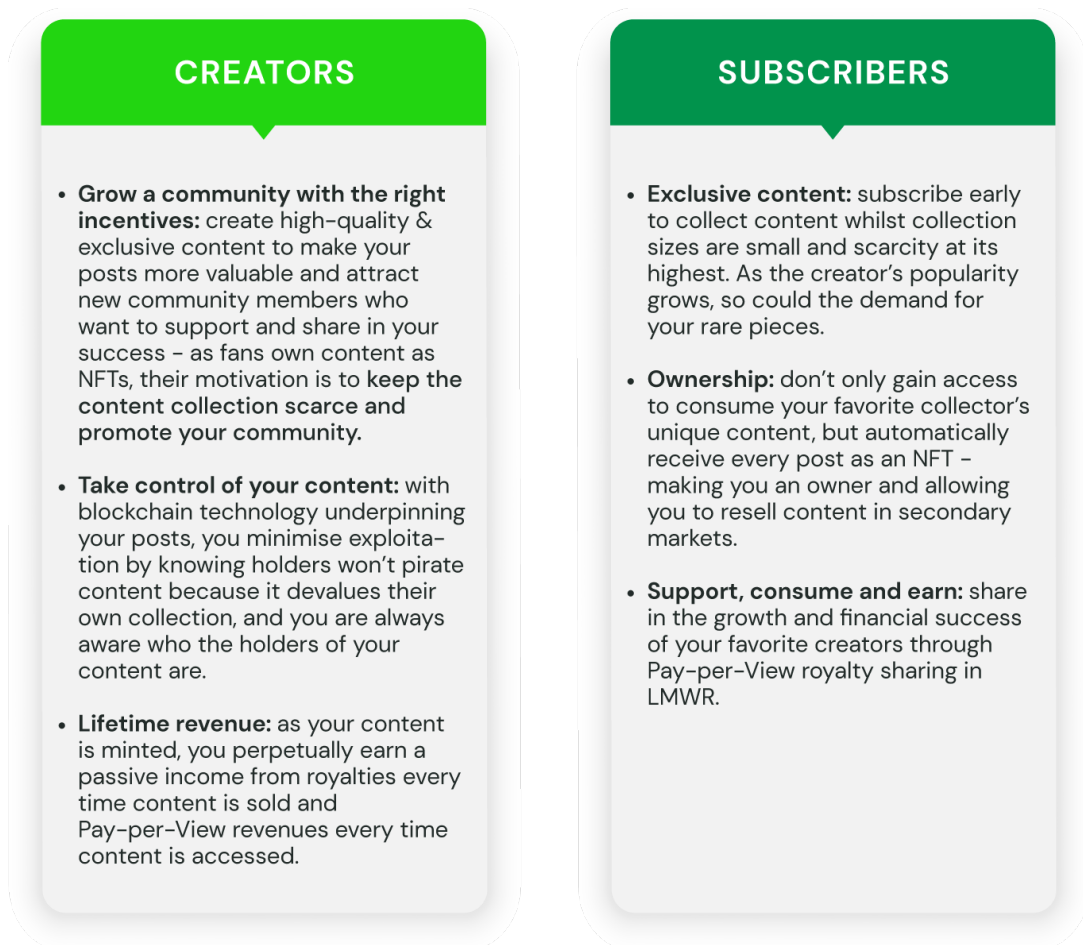 CREATORS
• Grow a community with the right
incentives: create high-quality &
exclusive content to make your
posts more valuable and attract
new community members who
want to support and share in your
success - as fans own content as
NFTs, their motivation is to keep the
content collection scarce and
promote your community.
• Take control of your content: with
blockchain technology underpinning
your posts, you minimise exploita-
tion by knowing holders won't pirate
content because it devalues their
own collection, and you are always
aware who the holders of your
content are.
• Lifetime revenue: as your content
is minted, you perpetually earn a
passive income from royalties every
time content is sold and
Pay-per-View revenues every time
content is accessed.
SUBSCRIBERS
• Exclusive content: subscribe early
to collect content whilst collection
sizes are small and scarcity at its
highest. As the creator's popularity
grows, so could the demand for
your rare pieces.
• Ownership: don't only gain access
to consume your favorite collector's
unique content, but automatically
receive every post as an NFT -
making you an owner and allowing
you to resell content in secondary
markets.
• Support, consume and earn: share
in the growth and financial success
of your favorite creators through
Pay-per-View royalty sharing in
LMWR.